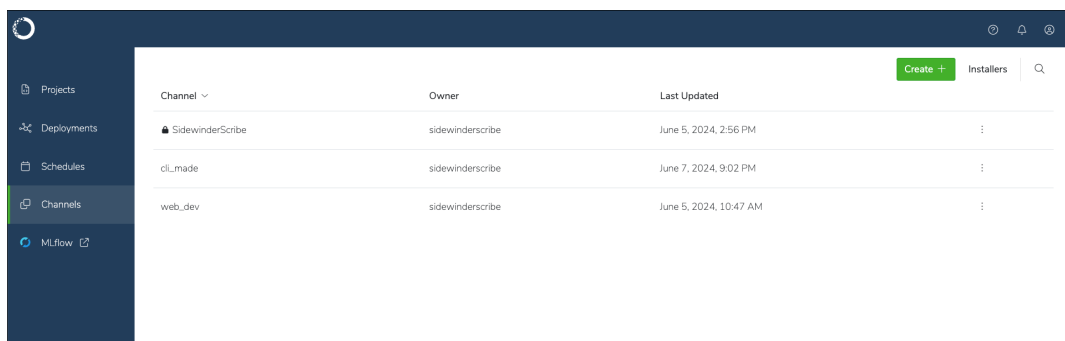 Create +
Installers
Projects
Deployments
Schedules
Channels
MLflow
Channel Owner Last Updated
SidewinderScribe sidewinderscribe June 5, 2024, 2:56 PM
cli_made sidewinderscribe June 7, 2024, 9:02 PM
web_dev sidewinderscribe June 5, 2024, 10:47 AM